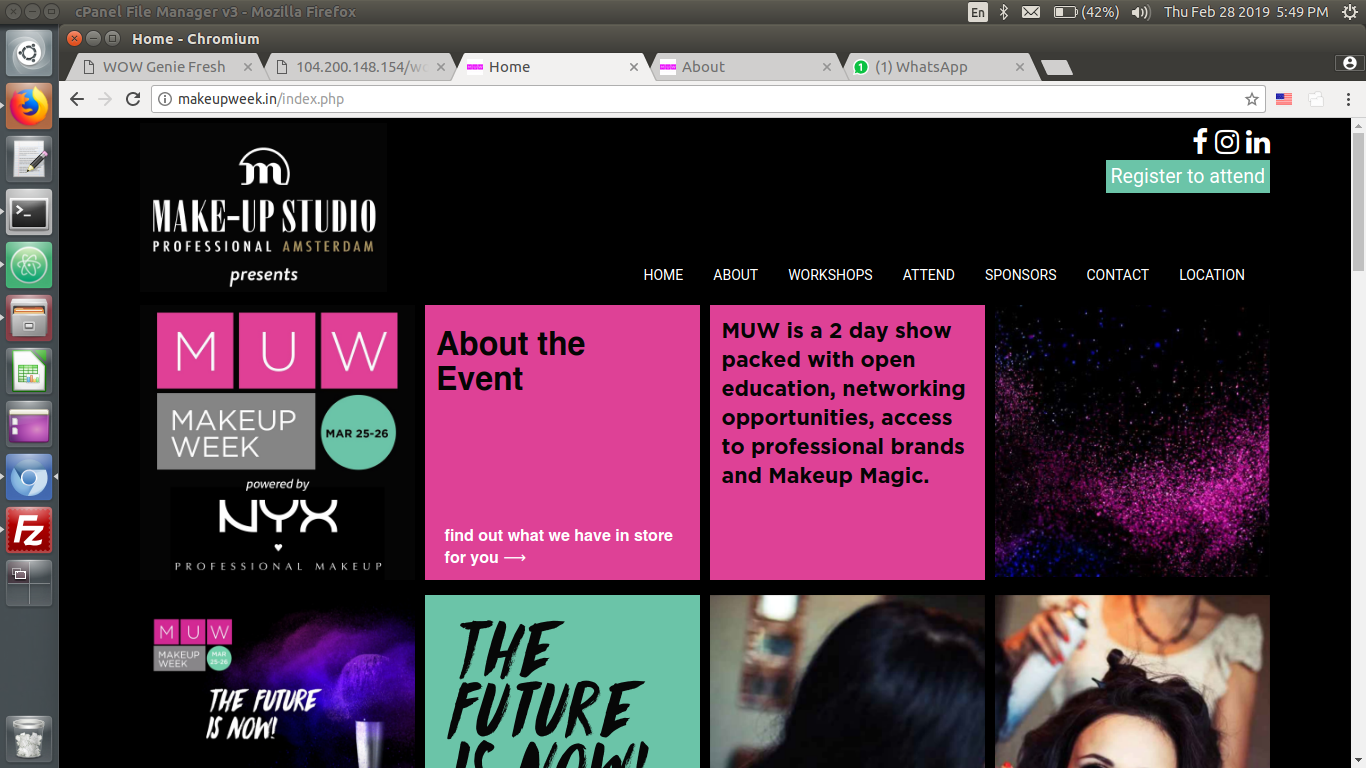 cPanel File Manager v3 - Mozilla Firefox
En
(42%)
Thu Feb 28 2019 5:49 PM
Home - Chromium
WOW Genie Fresh
104.200.148.154/wo
Home
About
1
(1) WhatsApp
makeupweek.in/index.php
m
MAKE-UP STUDIO
PROFESSIONAL AMSTERDAM
presents
f
in
Register to attend
HOME
ABOUT
WORKSHOPS
ATTEND
SPONSORS
CONTACT
LOCATION
M U W
MAKEUP
WEEK
MAR 25-26
powered by
NYX
PROFESSIONAL MAKEUP
About the
Event
find out what we have in store
for you ⟶
MUW is a 2 day show
packed with open
education, networking
opportunities, access
to professional brands
and Makeup Magic.
M U W
MAKEUP
WEEK
MAR
25-26
THE FUTURE
IS NOW!
THE
FUTURE
IS NOW!
Fz